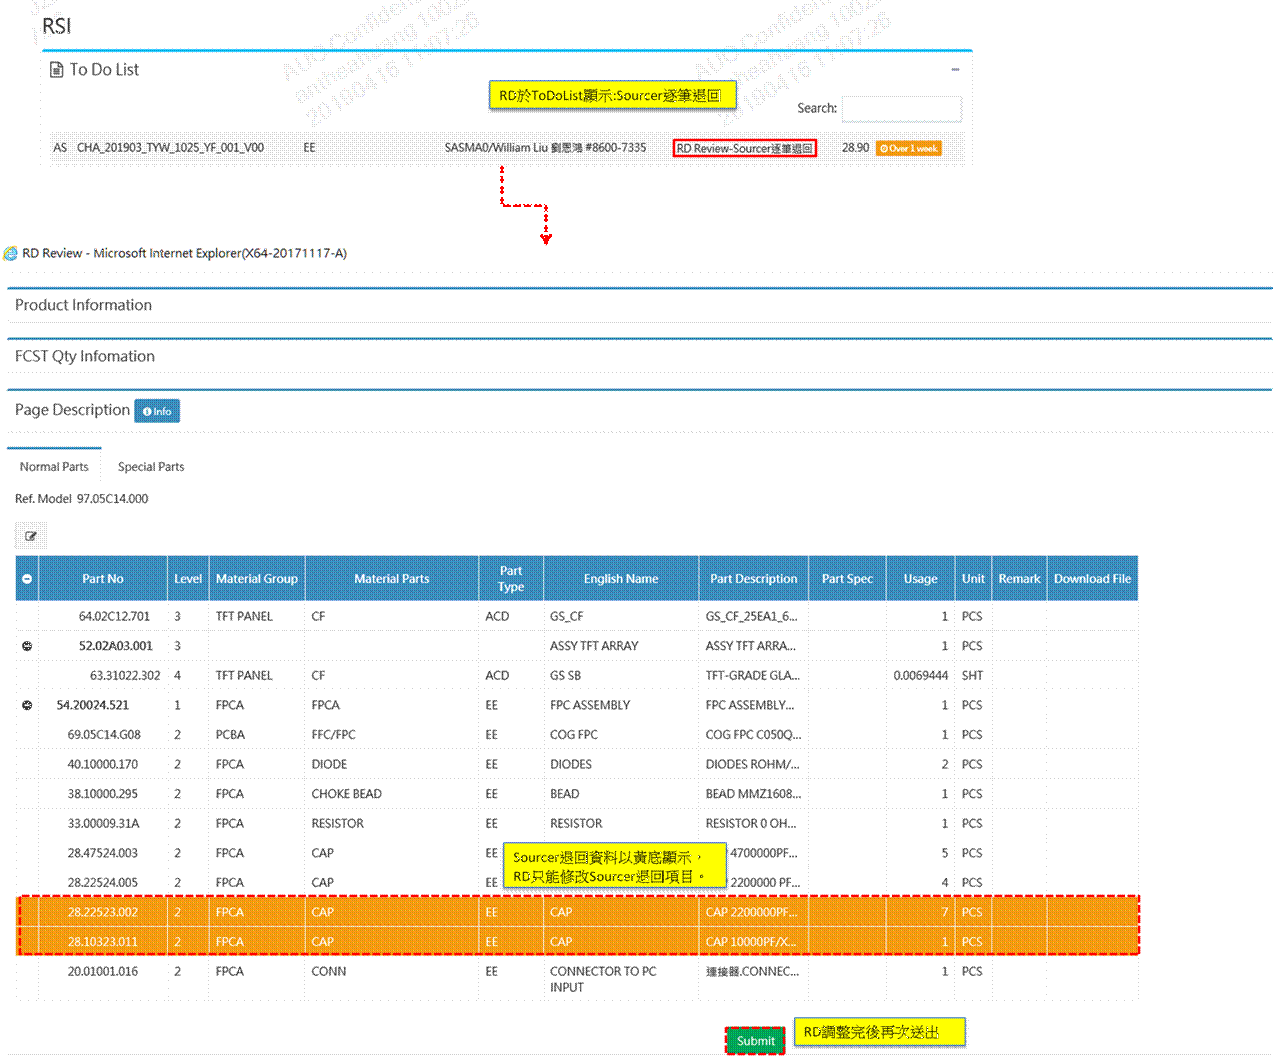 AUO Confidential
20190416 11:07:26
AUO Confidential
20190416 11:07:26
RSI
To Do List
RD於ToDoList顯示:Sourcer逐筆退回
Search:
AS CHA_201903_TYW_1025_YF_001_V00 EE SASMA0/William Liu 劉恩鴻 #8600-7335 RD Review-Sourcer逐筆退回 28.90 Over 1 week
RD Review - Microsoft Internet Explorer(X64-20171117-A)
Product Information
FCST Qty Infomation
Page Description Info
Normal Parts Special Parts
Ref. Model 97.05C14.000
Part No Level Material Group Material Parts Part Type English Name Part Description Part Spec Usage Unit Remark Download File
64.02C12.701 3 TFT PANEL CF ACD GS_CF GS_CF_25EA1_6... 1 PCS
52.02A03.001 3 ASSY TFT ARRAY ASSY TFT ARRA... 1 PCS
63.31022.302 4 TFT PANEL CF ACD GS SB TFT-GRADE GLA... 0.0069444 SHT
54.20024.521 1 FPCA FPCA EE FPC ASSEMBLY FPC ASSEMBLY... 1 PCS
69.05C14.G08 2 PCBA FFC/FPC EE COG FPC COG FPC C050Q... 1 PCS
40.10000.170 2 FPCA DIODE EE DIODES DIODES ROHM/... 2 PCS
38.10000.295 2 FPCA CHOKE BEAD EE BEAD BEAD MMZ1608... 1 PCS
33.00009.31A 2 FPCA RESISTOR EE RESISTOR RESISTOR 0 OH... 1 PCS
28.47524.003 2 FPCA CAP EE 4700000PF... 5 PCS
Sourcer退回資料以黃底顯示，
RD只能修改Sourcer退回項目。
28.22524.005 2 FPCA CAP EE 2200000 PF... 4 PCS
28.22523.002 2 FPCA CAP EE CAP CAP 2200000PF... 7 PCS
28.10323.011 2 FPCA CAP EE CAP CAP 10000PF/X... 1 PCS
20.01001.016 2 FPCA CONN EE CONNECTOR TO PC 連接器.CONNEC... 1 PCS
INPUT
Submit RD調整完後再次送出